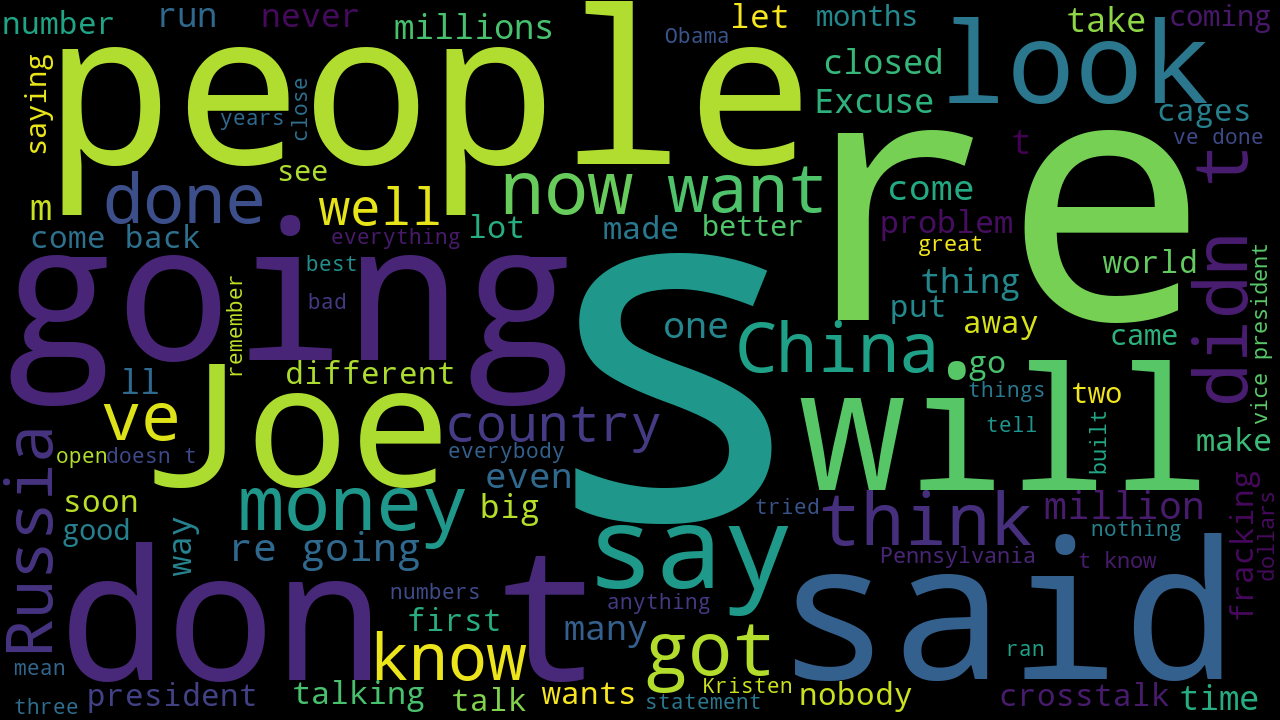 number
run
never
millions
Obama
let
months
take
coming
people
look
saying
years
close
closed
Excuse
cages
ve done
re
t
didn t
see
done
well
now
want
come
m
problem
come back
everything
lot
made
better
great
world
going
best
bad
remember
s
one
China
thing
put
away
came
vice president
ll
different
Joe
go
will
things
two
ve
country
tell
built
make
Russia
open
doesn t
everybody
even
soon
money
big
say
tried
think
million
nothing
fracking
dollars
good
way
re going
Pennsylvania
t know
don t
numbers
anything
said
first
many
know
got
ran
mean
three
president
talking
talk
wants
Kristen
statement
nobody
crosstalk
time